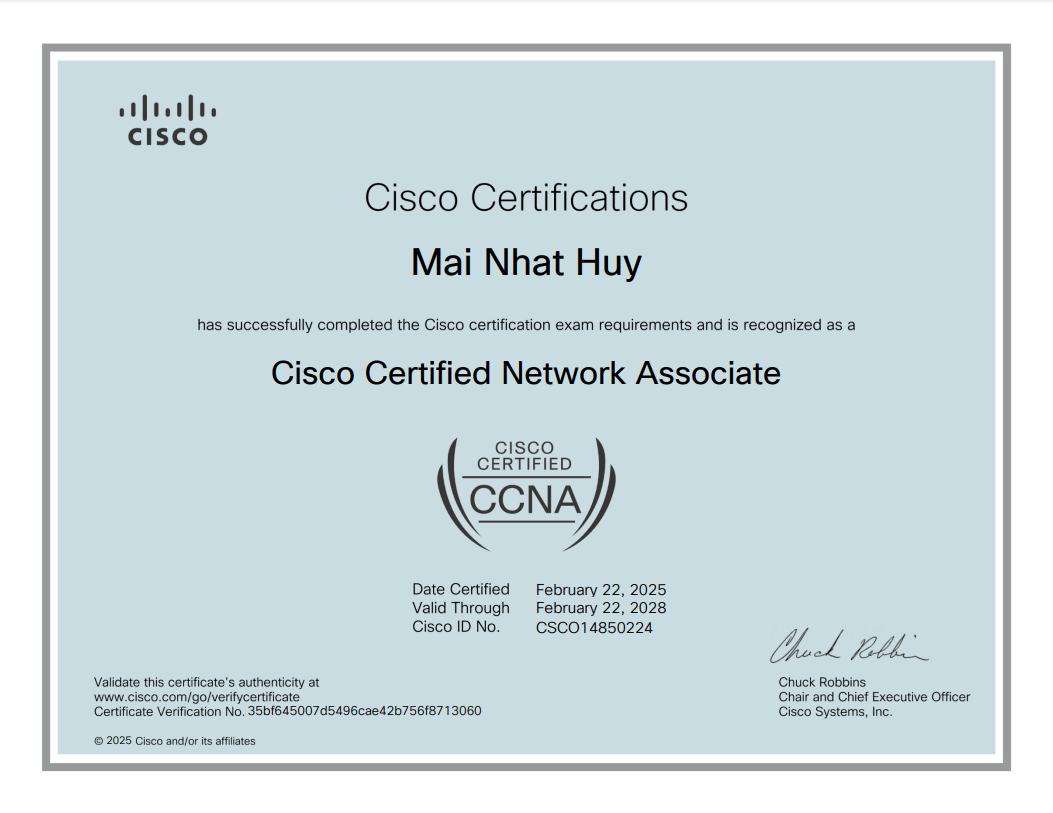 CISCO
Cisco Certifications
Mai Nhat Huy
has successfully completed the Cisco certification exam requirements and is recognized as a
Cisco Certified Network Associate
CISCO
CERTIFIED
CCNA
Date Certified February 22, 2025
Valid Through February 22, 2028
Cisco ID No. CSCO14850224
Chuck Robbins
Validate this certificate's authenticity at
www.cisco.com/go/verifycertificate
Certificate Verification No. 35bf645007d5496cae42b756f8713060
Chuck Robbins
Chair and Chief Executive Officer
Cisco Systems, Inc.
© 2025 Cisco and/or its affiliates